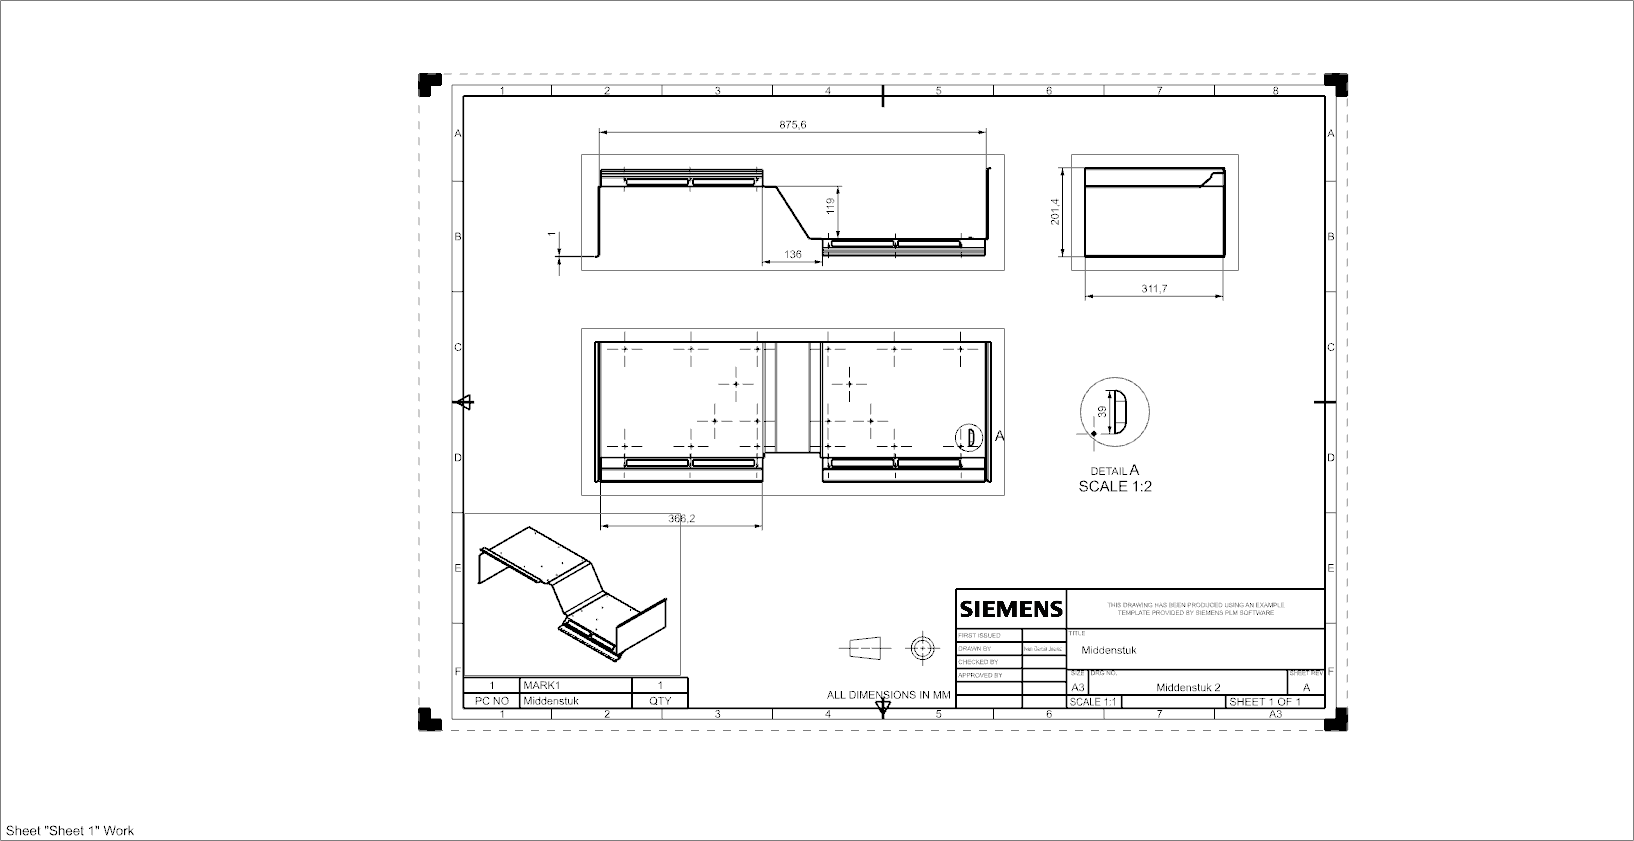 1 2 3 4 5 6 7 8
A A
875,6
119
201,4
B B
1
136
311,7
C C
39
A
D D
DETAIL A
SCALE 1:2
366,2
E E
SIEMENS
THIS DRAWING HAS BEEN PRODUCED USING AN EXAMPLE
TEMPLATE PROVIDED BY SIEMENS PLM SOFTWARE
FIRST ISSUED
TITLE
DRAWN BY
Middenstuk
CHECKED BY
APPROVED BY
SIZE DRG NO. SHEET REV
F F
A3 Middenstuk 2 A
1 MARK1 1
ALL DIMENSIONS IN MM
PC NO Middenstuk QTY
SCALE 1:1 SHEET 1 OF 1
1 2 3 4 5 6 7 A3
Sheet "Sheet 1" Work